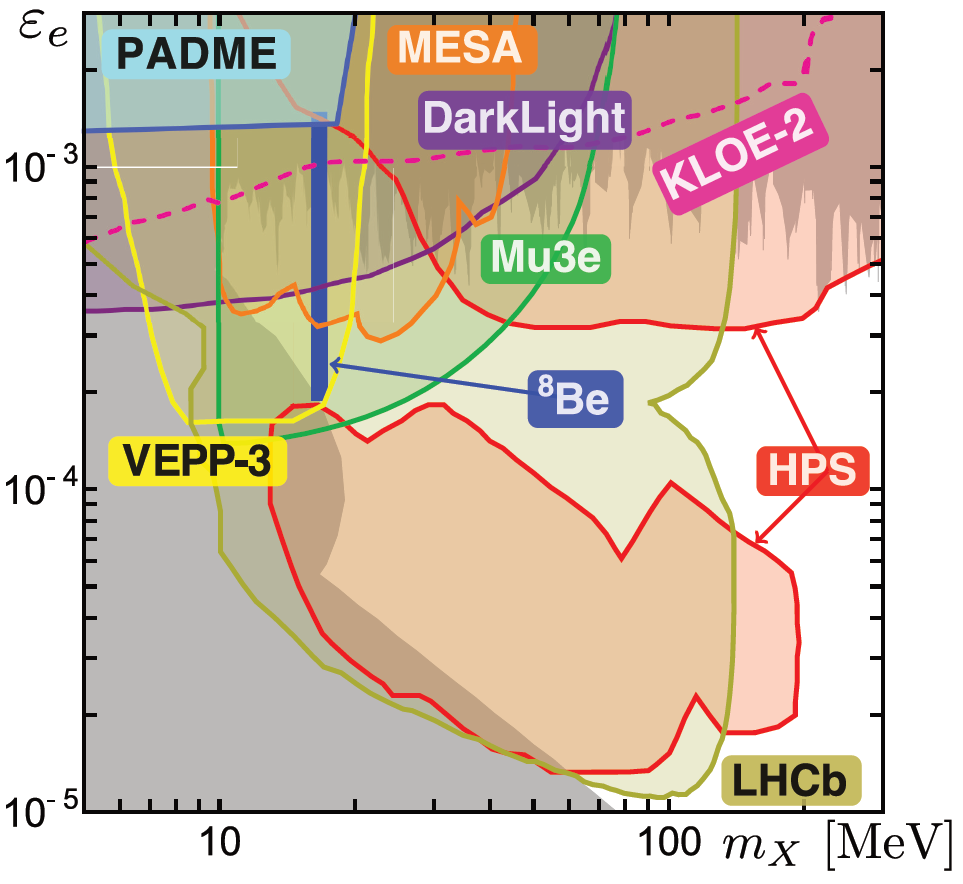 εₑ
PADME
MESA
DarkLight
KLOE-2
10⁻³
Mu3e
⁸Be
VEPP-3
HPS
10⁻⁴
LHCb
10⁻⁵
10
100
m_X [MeV]